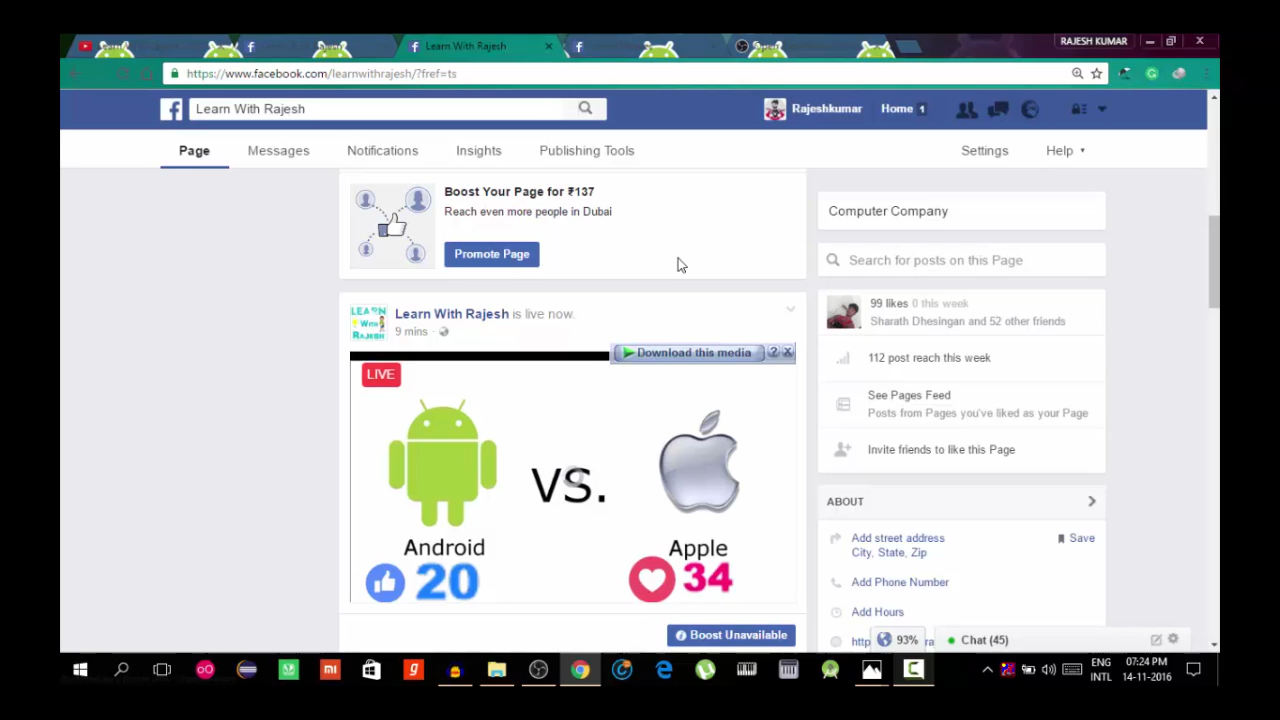 Learn With Rajesh
RAJESH KUMAR
https://www.facebook.com/learnwithrajesh/?fref=ts
Learn With Rajesh
Rajeshkumar
Home 1
Page
Messages
Notifications
Insights
Publishing Tools
Settings
Help
Boost Your Page for ₹137
Reach even more people in Dubai
Promote Page
Computer Company
Search for posts on this Page
99 likes 0 this week
Sharath Dhesingan and 52 other friends
112 post reach this week
See Pages Feed
Posts from Pages you've liked as your Page
Invite friends to like this Page
LEARN
With
RAJESH
Learn With Rajesh is live now.
9 mins ·
Download this media
?
LIVE
VS.
Android
Apple
20
34
Boost Unavailable
ABOUT
Add street address
City, State, Zip
Save
Add Phone Number
Add Hours
http
ra
93%
Chat (45)
mi
g
ENG
INTL
07:24 PM
14-11-2016